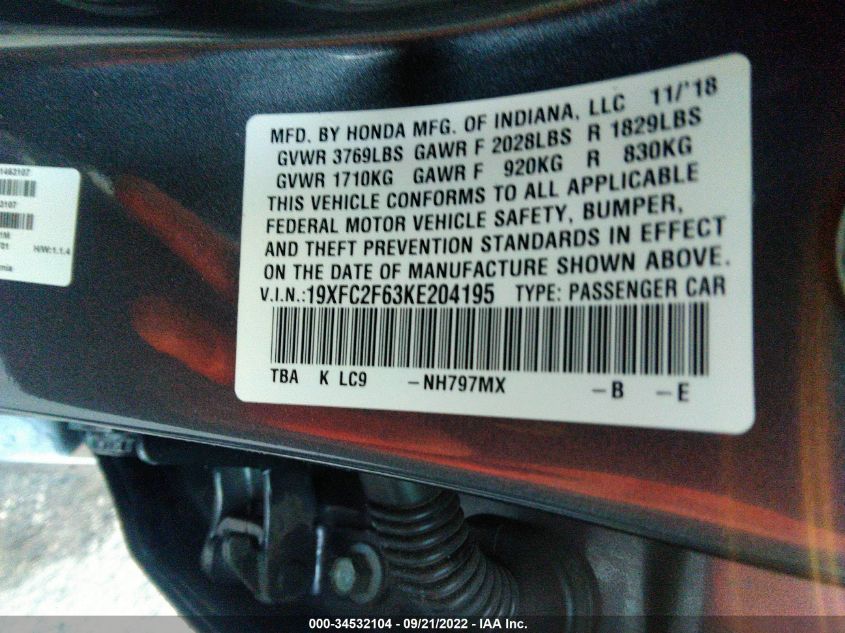 MFD. BY HONDA MFG. OF INDIANA, LLC 11/'18
GVWR 3769LBS GAWR F 2028LBS R 1829LBS
GVWR 1710KG GAWR F 920KG R 830KG
THIS VEHICLE CONFORMS TO ALL APPLICABLE
FEDERAL MOTOR VEHICLE SAFETY, BUMPER,
AND THEFT PREVENTION STANDARDS IN EFFECT
ON THE DATE OF MANUFACTURE SHOWN ABOVE.
V.I.N.:19XFC2F63KE204195 TYPE: PASSENGER CAR
TBA K LC9 -NH797MX -B -E
H/W:1.1.4
000-34532104 - 09/21/2022 - IAA Inc.